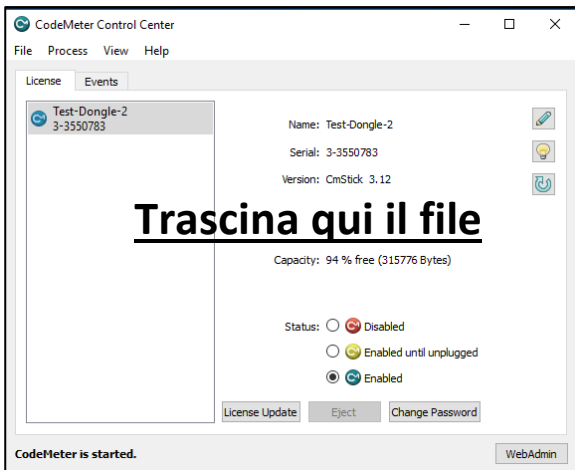 CodeMeter Control Center
File Process View Help
License Events
Test-Dongle-2
3-3550783
Name: Test-Dongle-2
Serial: 3-3550783
Version: CmStick 3.12
Trascina qui il file
Capacity: 94 % free (315776 Bytes)
Status: Disabled
Enabled until unplugged
Enabled
License Update Eject Change Password
CodeMeter is started. WebAdmin